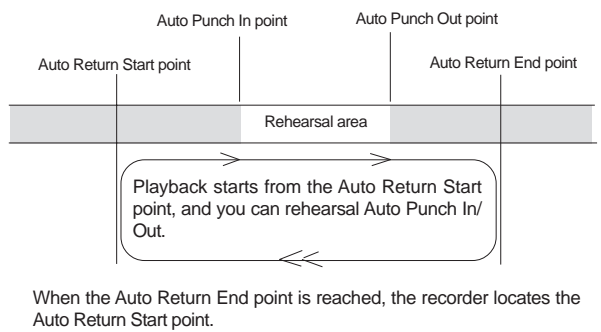 Auto Punch In point
Auto Punch Out point
Auto Return Start point
Auto Return End point
Rehearsal area
Playback starts from the Auto Return Start
point, and you can rehearsal Auto Punch In/
Out.
When the Auto Return End point is reached, the recorder locates the
Auto Return Start point.